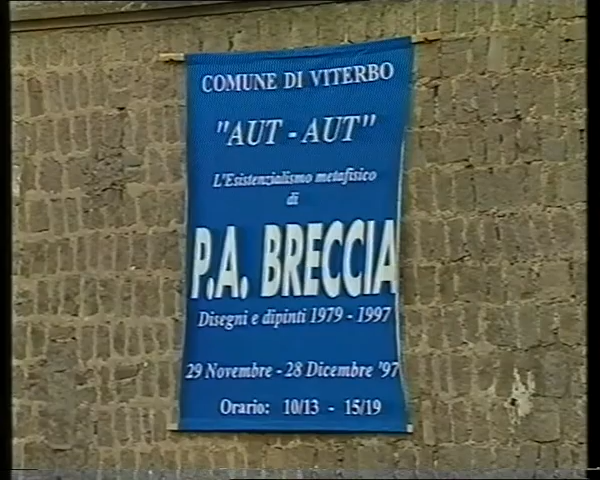 COMUNE DI VITERBO
"AUT - AUT"
L'Esistenzialismo metafisico
di
P.A. BRECCIA
Disegni e dipinti 1979 - 1997
29 Novembre - 28 Dicembre '97
Orario: 10/13 - 15/19